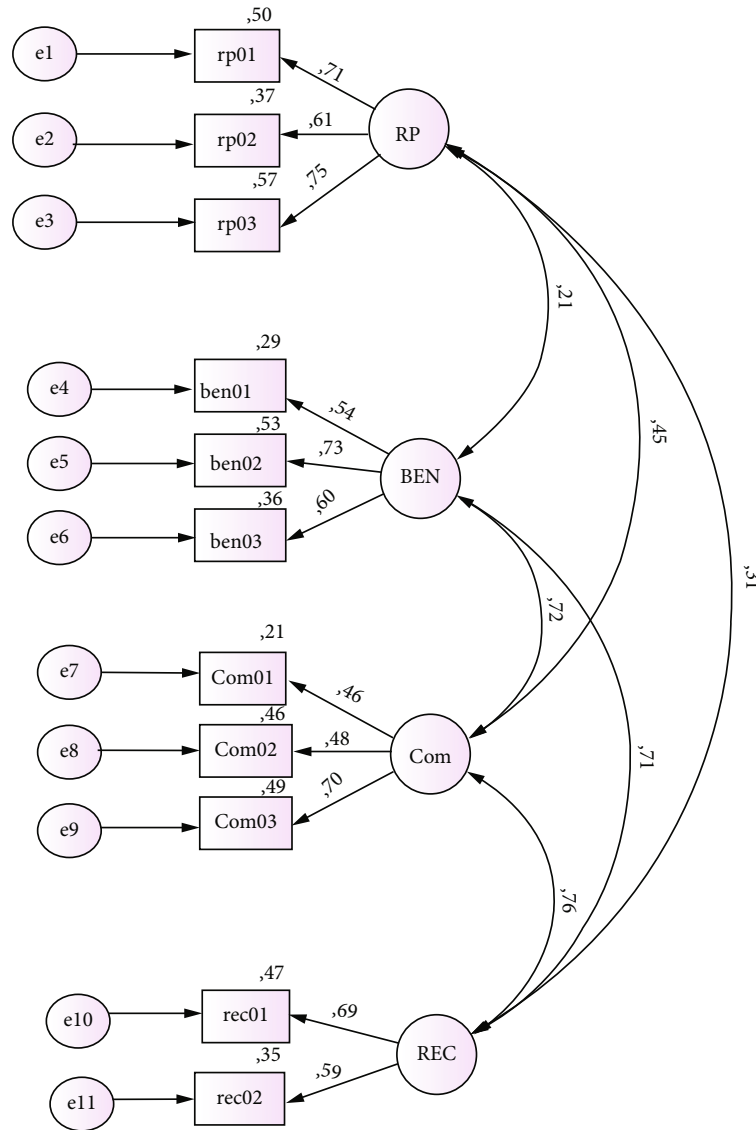 ,50
e1
rp01
,71
,37
e2
rp02
,61
RP
,57
,75
e3
rp03
,21
,29
e4
ben01
,54
,45
,53
e5
ben02
,73
BEN
,36
,60
e6
ben03
,31
,72
,21
e7
Com01
,46
,46
e8
Com02
,48
Com
,71
,49
,70
e9
Com03
,76
,47
e10
rec01
,69
REC
,35
,59
e11
rec02